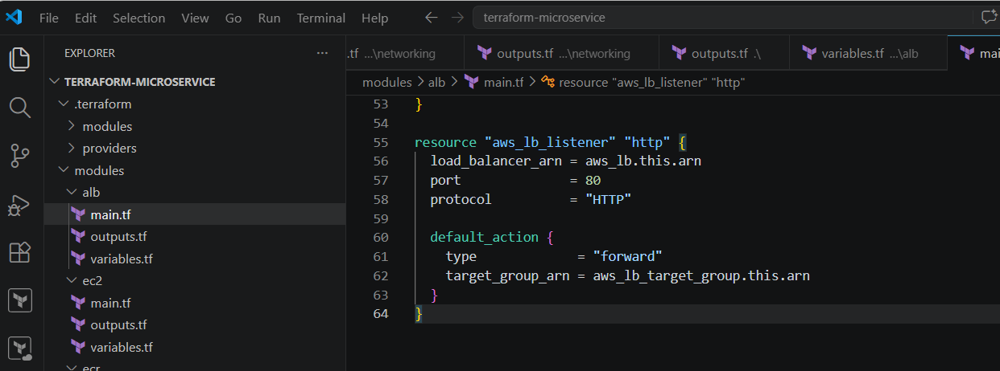 File Edit Selection View Go Run Terminal Help terraform-microservice
EXPLORER
TERRAFORM-MICROSERVICE
.terraform
modules
providers
modules
alb
main.tf
outputs.tf
variables.tf
ec2
main.tf
outputs.tf
variables.tf
ecr
.tf ...\networking outputs.tf ...\networking outputs.tf .\ variables.tf ...\alb
modules > alb > main.tf > resource "aws_lb_listener" "http"
53 }
54
55 resource "aws_lb_listener" "http" {
56   load_balancer_arn = aws_lb.this.arn
57   port              = 80
58   protocol          = "HTTP"
59
60   default_action {
61     type             = "forward"
62     target_group_arn = aws_lb_target_group.this.arn
63   }
64 }